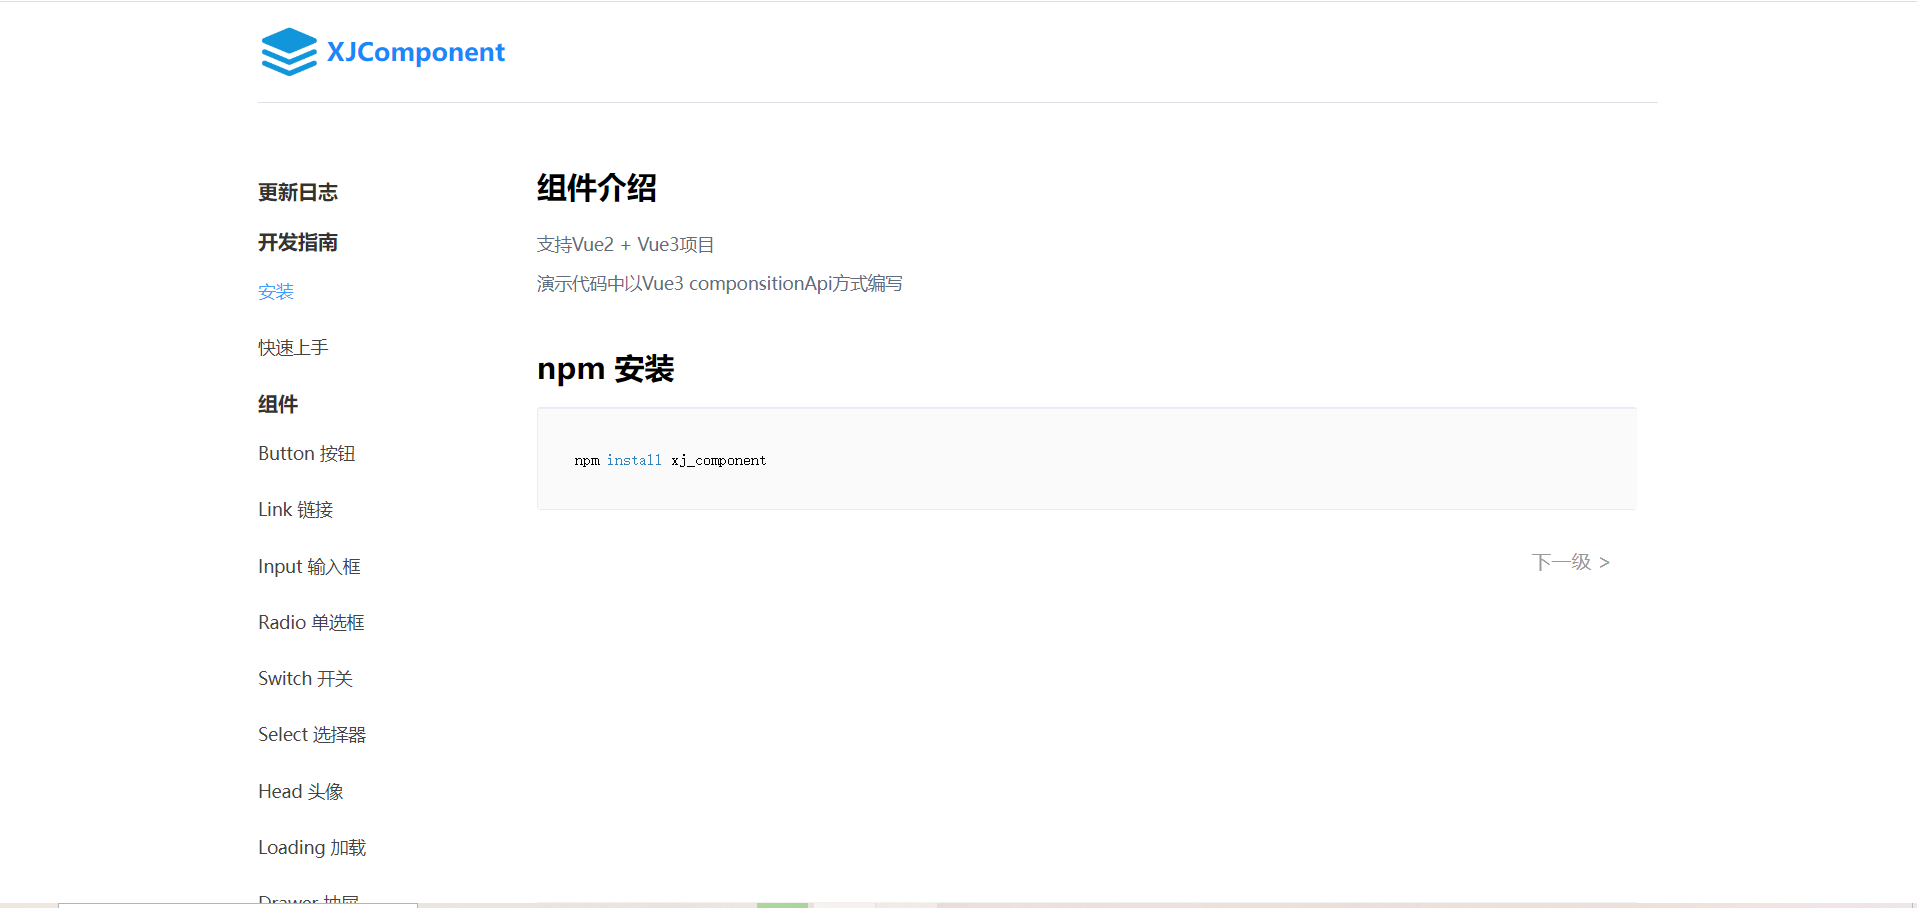 XJComponent
更新日志
开发指南
安装
快速上手
组件
Button 按钮
Link 链接
Input 输入框
Radio 单选框
Switch 开关
Select 选择器
Head 头像
Loading 加载
Drawer 抽屉
组件介绍
支持Vue2 + Vue3项目
演示代码中以Vue3 componsitionApi方式编写
npm 安装
npm install xj_component
下一级 >